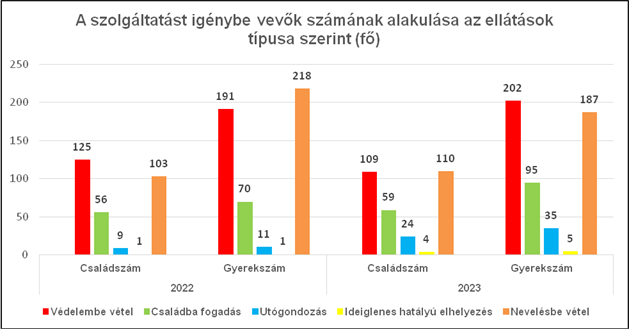 A szolgáltatást igénybe vevők számának alakulása az ellátások
típusa szerint (fő)
250
200
150
100
50
0
125
56
9
1
103
191
70
11
1
218
109
59
24
4
110
202
95
35
5
187
Családszám
Gyerekszám
Családszám
Gyerekszám
2022
2023
Védelembe vétel
Családba fogadás
Utógondozás
Ideiglenes hatályú elhelyezés
Nevelésbe vétel